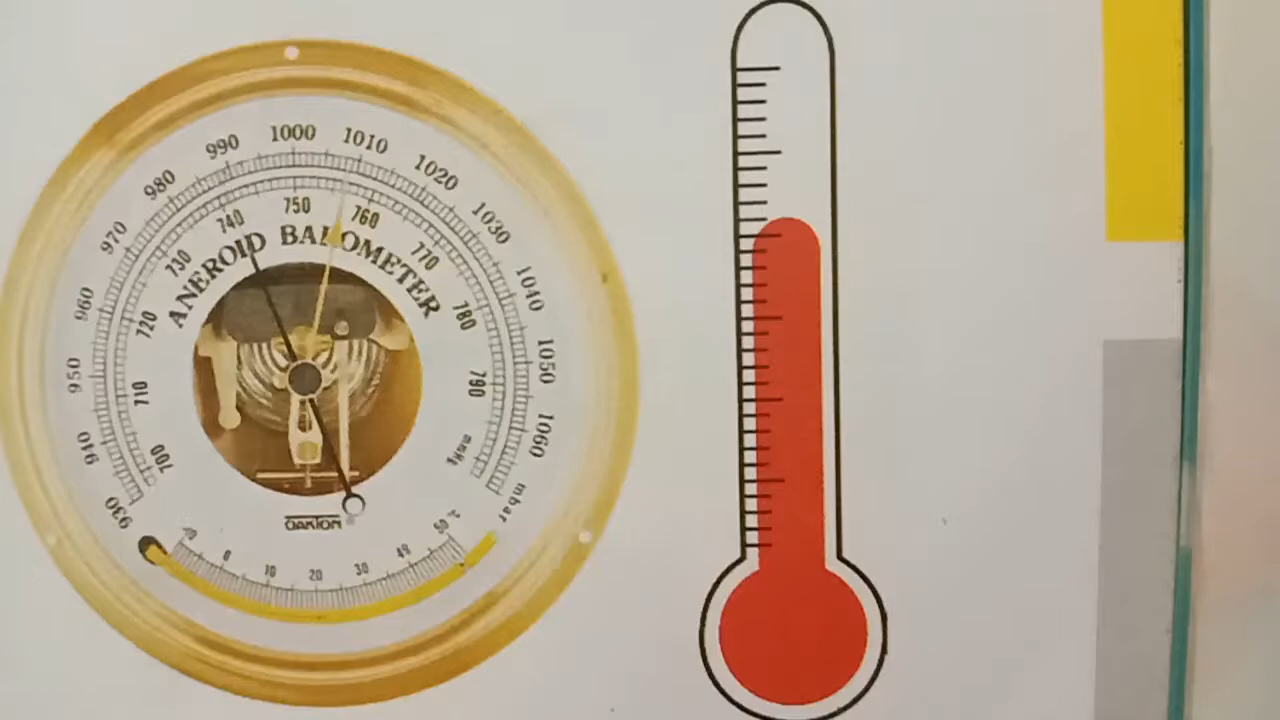 930 940 950 960 970 980 990 1000 1010 1020 1030 1040 1050 1060
mbar
700 710 720 730 740 750 760 770 780 790
mmHg
ANEROID BAROMETER
OAKTON
0 10 20 30 40 50 °C